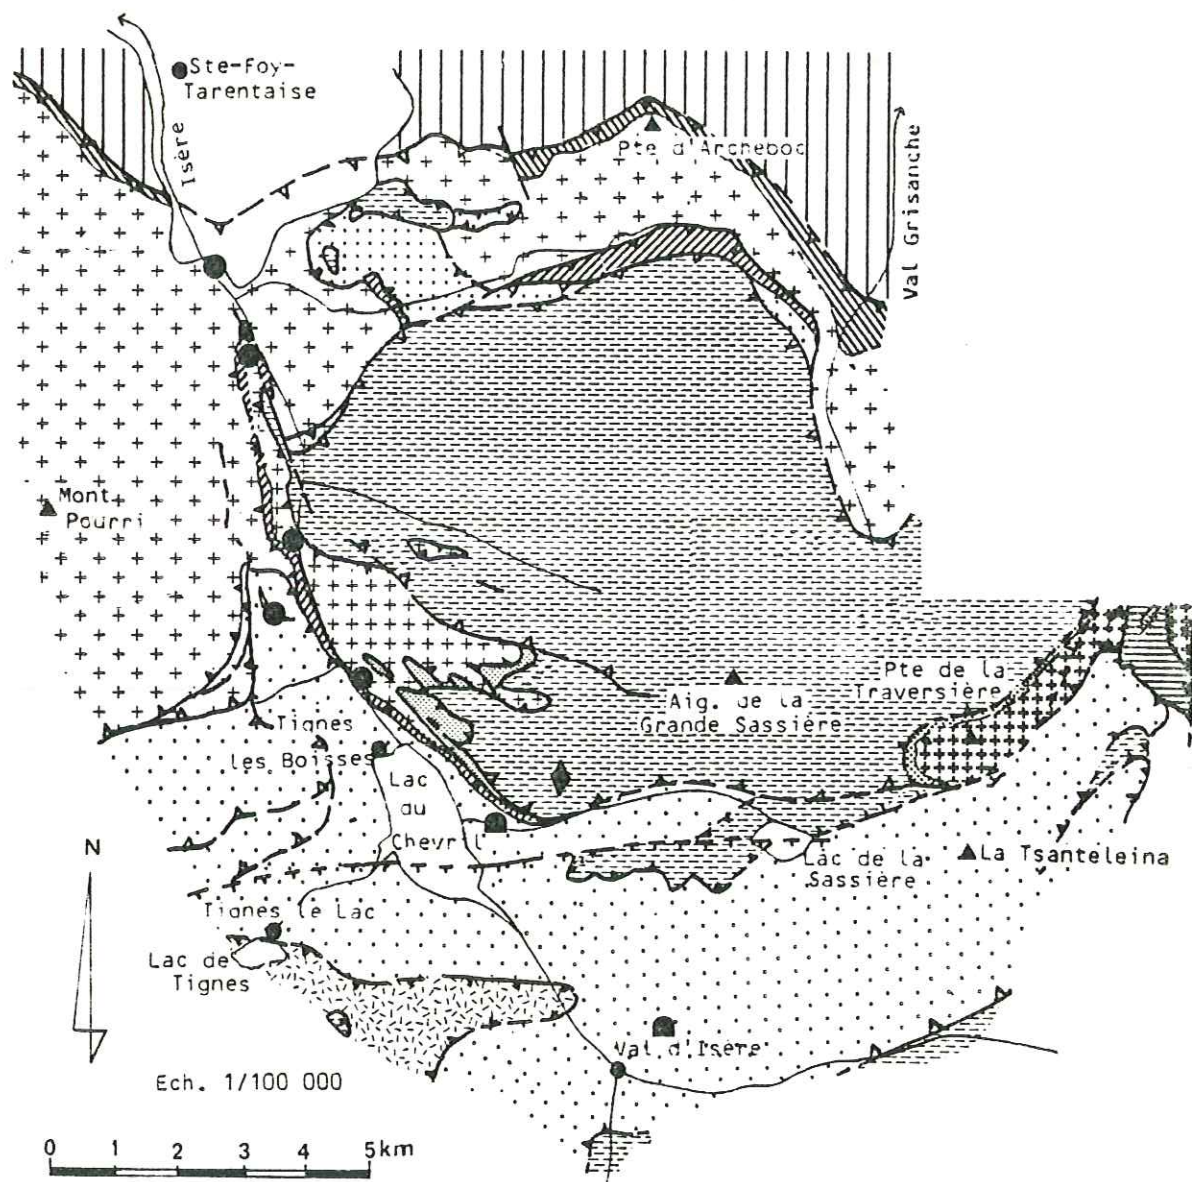 Ste-Foy-
Tarentaise
Isère
Pte d'Archeboc
Val Grisanche
Mont
Pourri
Pte de la
Traversière
Aig. de la
Grande Sassière
Tignes
les Boisses
Lac
du
Chevril
Lac de la
Sassière
La Tsanteleina
N
Tignes le Lac
Lac de
Tignes
Val d'Isère
Ech. 1/100 000
0 1 2 3 4 5km